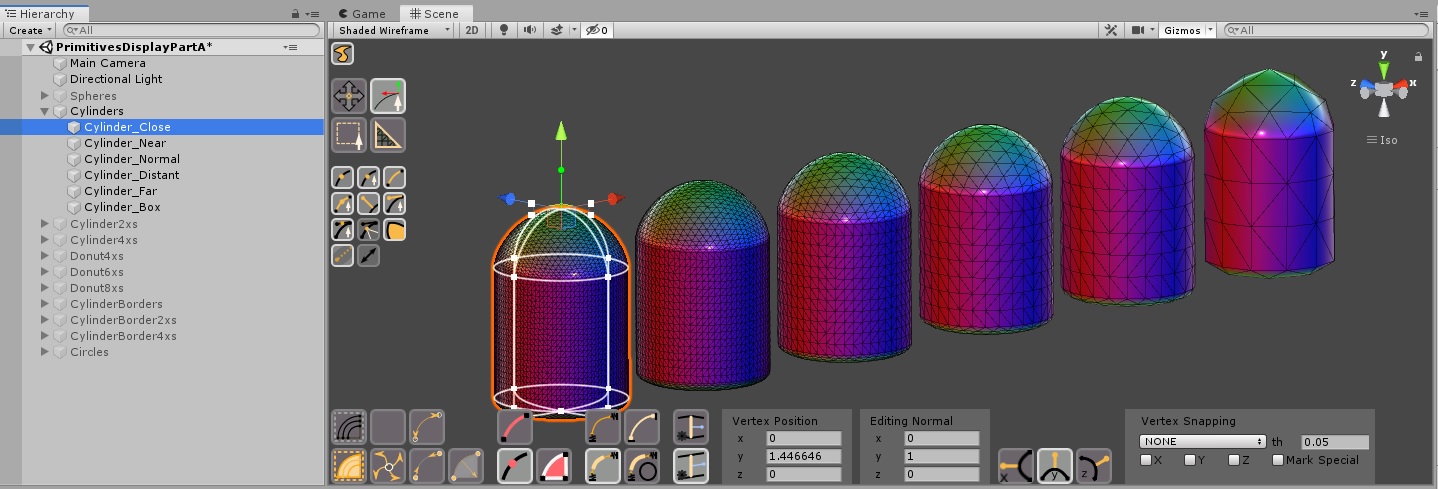 Hierarchy
Create
All
PrimitivesDisplayPartA*
Main Camera
Directional Light
Spheres
Cylinders
Cylinder_Close
Cylinder_Near
Cylinder_Normal
Cylinder_Distant
Cylinder_Far
Cylinder_Box
Cylinder2xs
Cylinder4xs
Donut4xs
Donut6xs
Donut8xs
CylinderBorders
CylinderBorder2xs
CylinderBorder4xs
Circles
Game Scene
Shaded Wireframe 2D 0 Gizmos All
y
z x
Iso
Vertex Position
x 0
y 1.446646
z 0
Editing Normal
x 0
y 1
z 0
x y z
Vertex Snapping
NONE th 0.05
X Y Z Mark Special